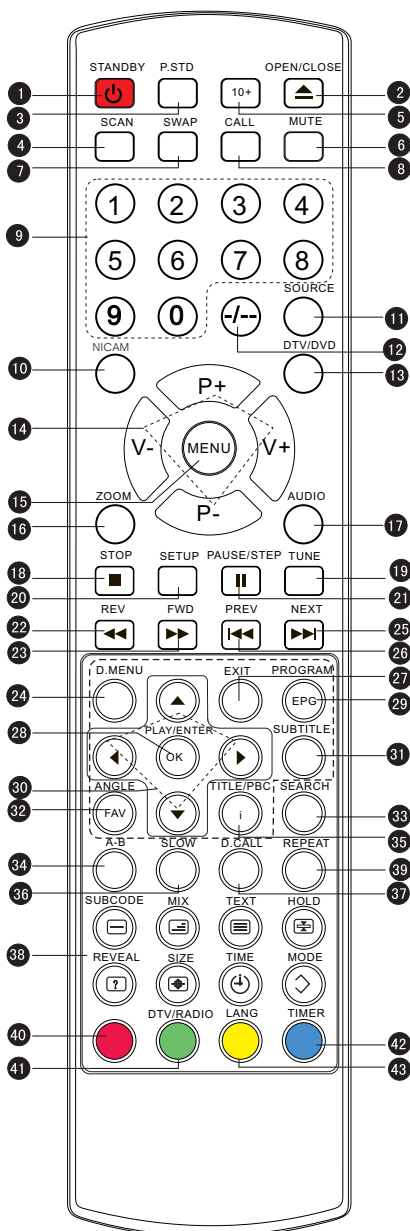 STANDBY P.STD OPEN/CLOSE
1 10+ 2
3 5
SCAN SWAP CALL MUTE
4 6
7 8
1 2 3 4
9
5 6 7 8
SOURCE
9 0 -/-- 11
12
NICAM DTV/DVD
10 13
P+
14
V- MENU V+
15
ZOOM P- AUDIO
16 17
STOP SETUP PAUSE/STEP TUNE
18 19
20 21
REV FWD PREV NEXT
22 25
23 26
D.MENU EXIT PROGRAM
27
24 EPG 29
28 PLAY/ENTER SUBTITLE
OK 31
30
ANGLE TITLE/PBC SEARCH
32 FAV i 33
35
A-B SLOW D.CALL REPEAT
34 39
36 37
SUBCODE MIX TEXT HOLD
38
REVEAL SIZE TIME MODE
?
DTV/RADIO LANG TIMER
40
41 42
43